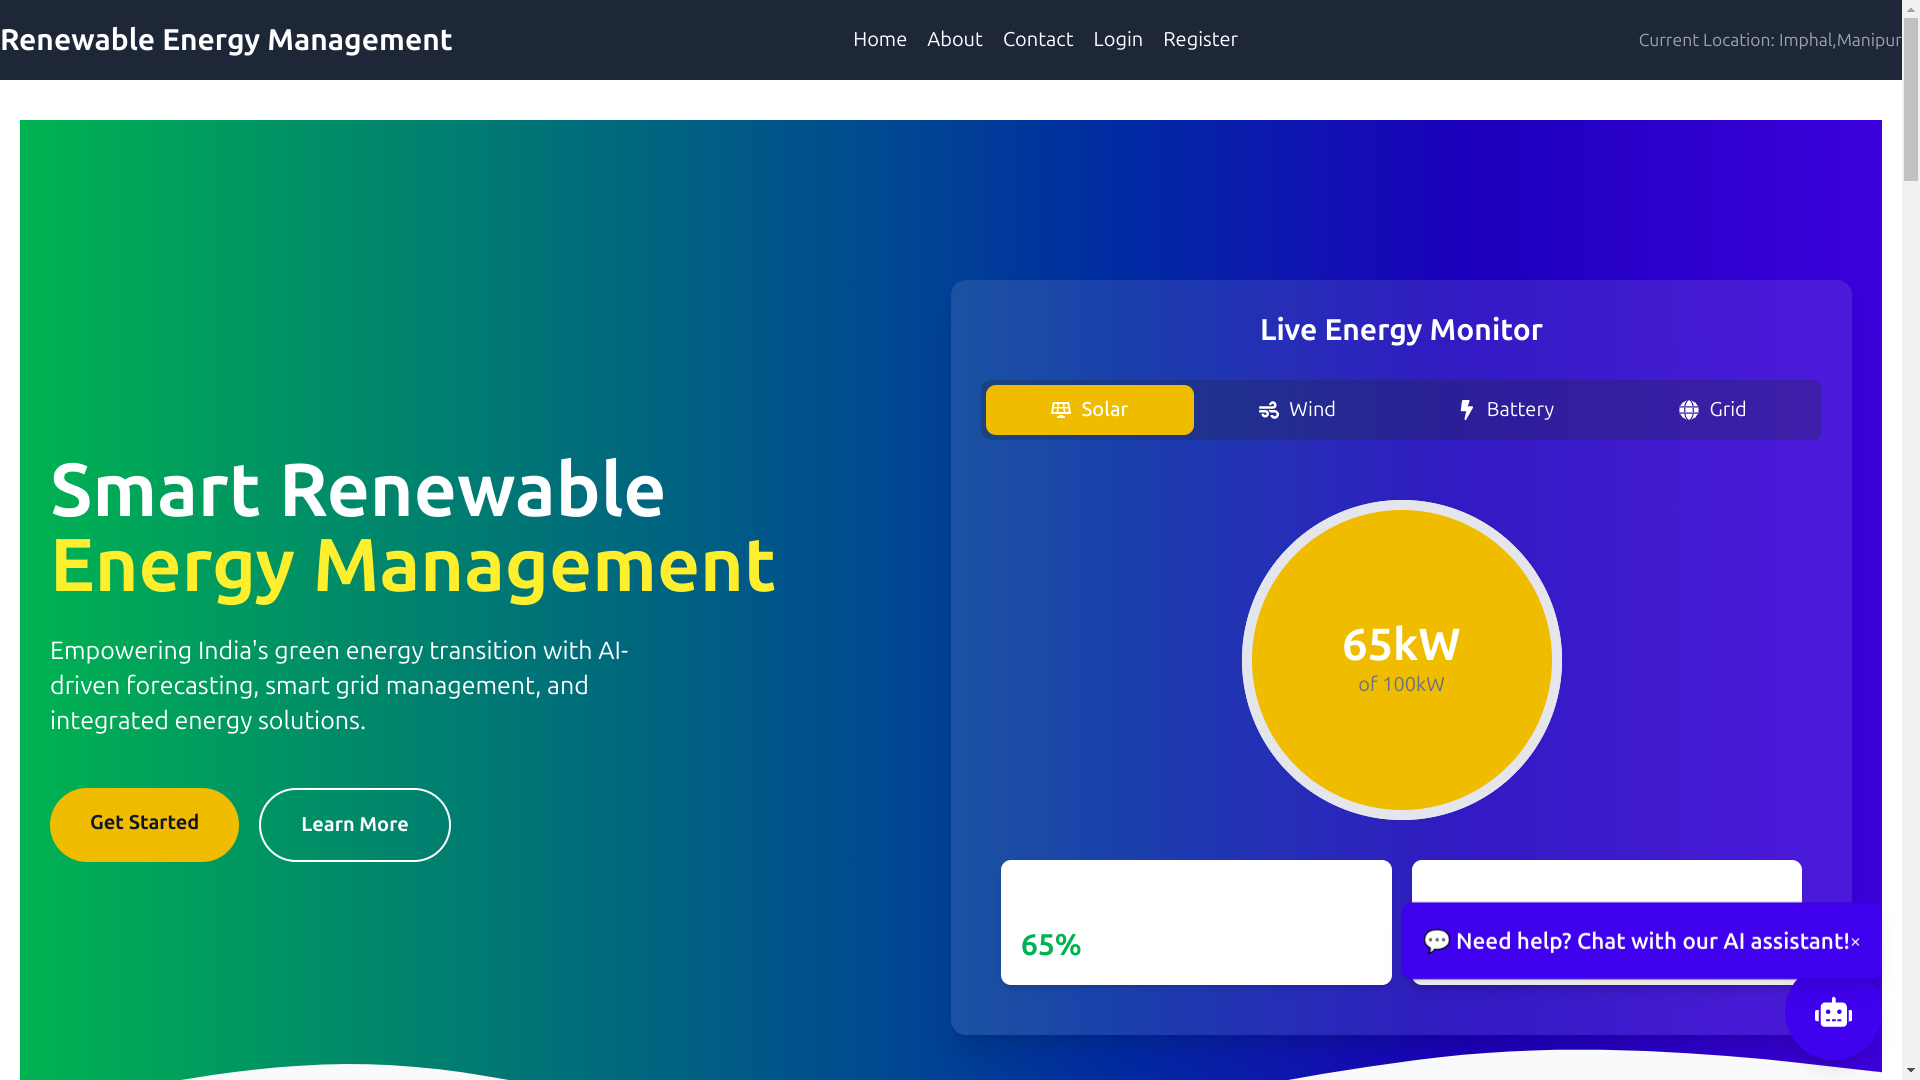 Renewable Energy Management
Home
About
Contact
Login
Register
Current Location: Imphal,Manipur
Smart Renewable
Energy Management
Empowering India's green energy transition with AI-
driven forecasting, smart grid management, and
integrated energy solutions.
Get Started
Learn More
Live Energy Monitor
Solar
Wind
Battery
Grid
65kW
of 100kW
65%
💬 Need help? Chat with our AI assistant!×